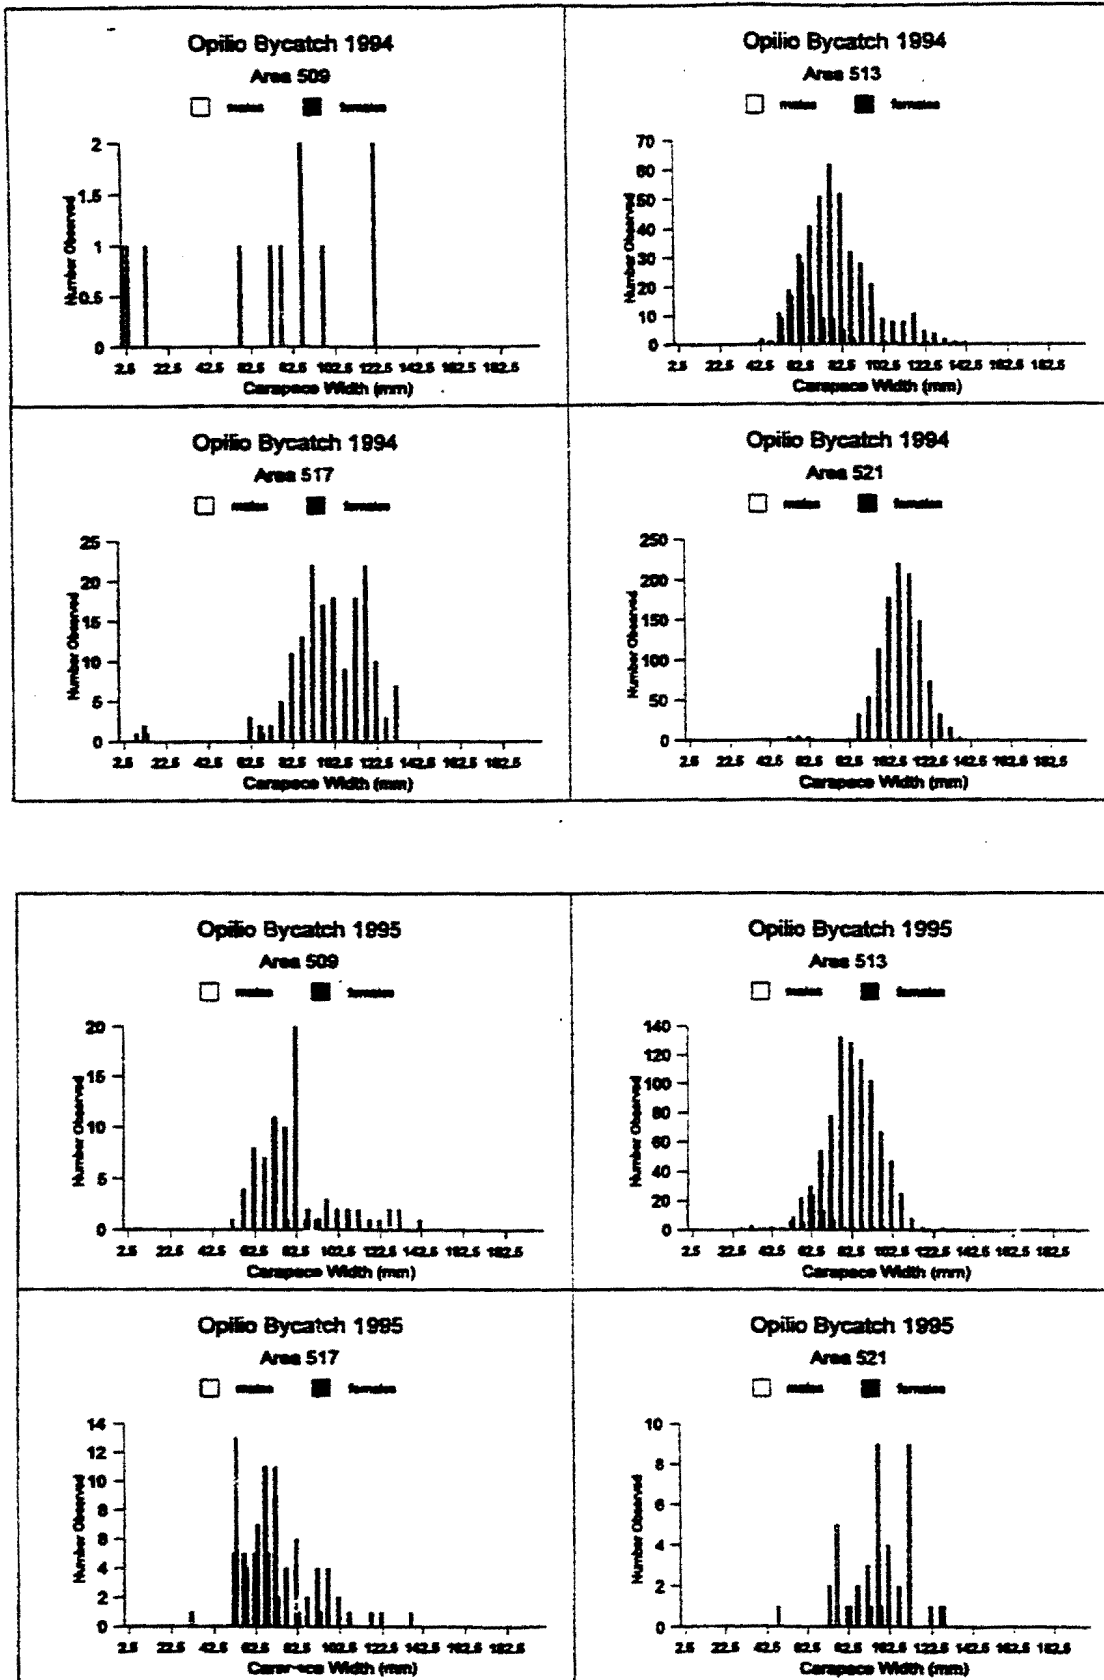 Opilio Bycatch 1994
Area 509
males females
Number Observed
2
1.5
1
0.5
0
2.5 22.5 42.5 62.5 82.5 102.5 122.5 142.5 162.5 182.5
Carapace Width (mm)
Opilio Bycatch 1994
Area 513
males females
Number Observed
70
60
50
40
30
20
10
0
2.5 22.5 42.5 62.5 82.5 102.5 122.5 142.5 162.5 182.5
Carapace Width (mm)
Opilio Bycatch 1994
Area 517
males females
Number Observed
25
20
15
10
5
0
2.5 22.5 42.5 62.5 82.5 102.5 122.5 142.5 162.5 182.5
Carapace Width (mm)
Opilio Bycatch 1994
Area 521
males females
Number Observed
250
200
150
100
50
0
2.5 22.5 42.5 62.5 82.5 102.5 122.5 142.5 162.5 182.5
Carapace Width (mm)
Opilio Bycatch 1995
Area 509
males females
Number Observed
20
15
10
5
0
2.5 22.5 42.5 62.5 82.5 102.5 122.5 142.5 162.5 182.5
Carapace Width (mm)
Opilio Bycatch 1995
Area 513
males females
Number Observed
140
120
100
80
60
40
20
0
2.5 22.5 42.5 62.5 82.5 102.5 122.5 142.5 162.5 182.5
Carapace Width (mm)
Opilio Bycatch 1995
Area 517
males females
Number Observed
14
12
10
8
6
4
2
0
2.5 22.5 42.5 62.5 82.5 102.5 122.5 142.5 162.5 182.5
Carapace Width (mm)
Opilio Bycatch 1995
Area 521
males females
Number Observed
10
8
6
4
2
0
2.5 22.5 42.5 62.5 82.5 102.5 122.5 142.5 162.5 182.5
Carapace Width (mm)